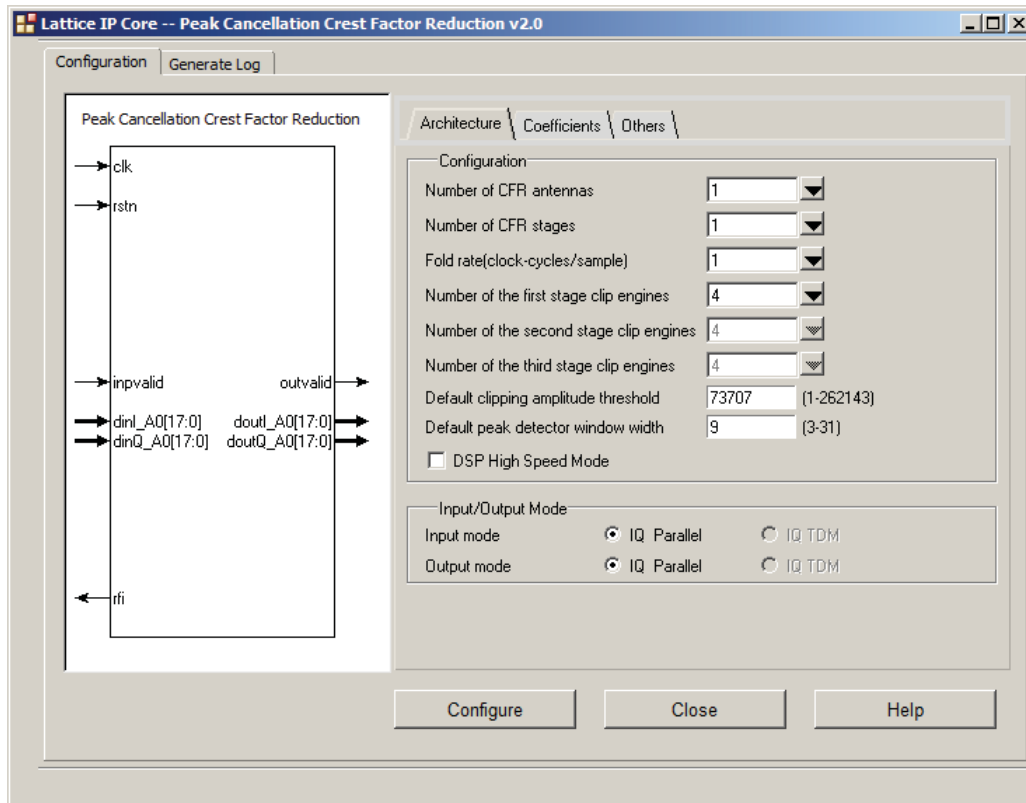 Lattice IP Core -- Peak Cancellation Crest Factor Reduction v2.0
Configuration Generate Log
Peak Cancellation Crest Factor Reduction
clk
rstn
inpvalid outvalid
dinI_A0[17:0] doutI_A0[17:0]
dinQ_A0[17:0] doutQ_A0[17:0]
rfi
Architecture Coefficients Others
Configuration
Number of CFR antennas 1
Number of CFR stages 1
Fold rate(clock-cycles/sample) 1
Number of the first stage clip engines 4
Number of the second stage clip engines 4
Number of the third stage clip engines 4
Default clipping amplitude threshold 73707 (1-262143)
Default peak detector window width 9 (3-31)
DSP High Speed Mode
Input/Output Mode
Input mode IQ Parallel IQ TDM
Output mode IQ Parallel IQ TDM
Configure Close Help